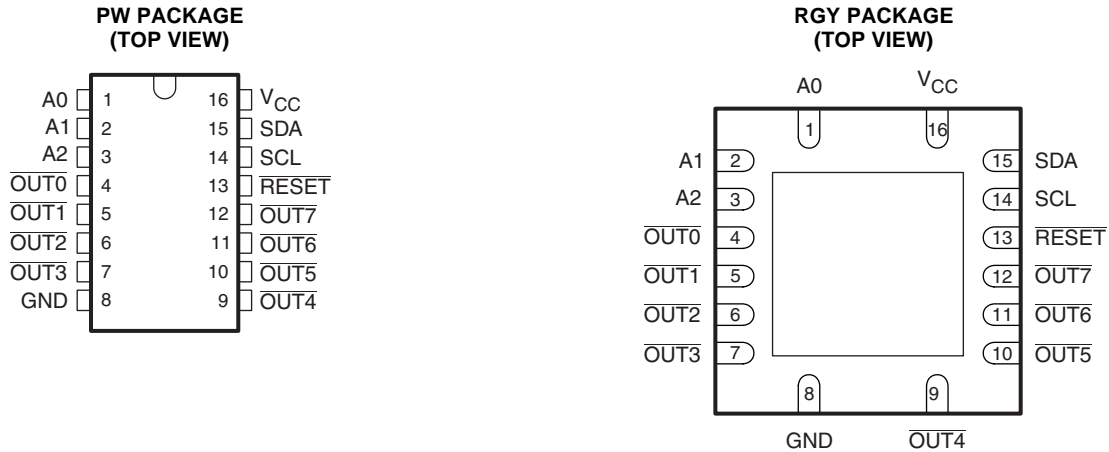 PW PACKAGE
(TOP VIEW)
A0 1 16 VCC
A1 2 15 SDA
A2 3 14 SCL
OUT0 4 13 RESET
OUT1 5 12 OUT7
OUT2 6 11 OUT6
OUT3 7 10 OUT5
GND 8 9 OUT4
RGY PACKAGE
(TOP VIEW)
A0 VCC
1 16
A1 2 15 SDA
A2 3 14 SCL
OUT0 4 13 RESET
OUT1 5 12 OUT7
OUT2 6 11 OUT6
OUT3 7 10 OUT5
8 9
GND OUT4